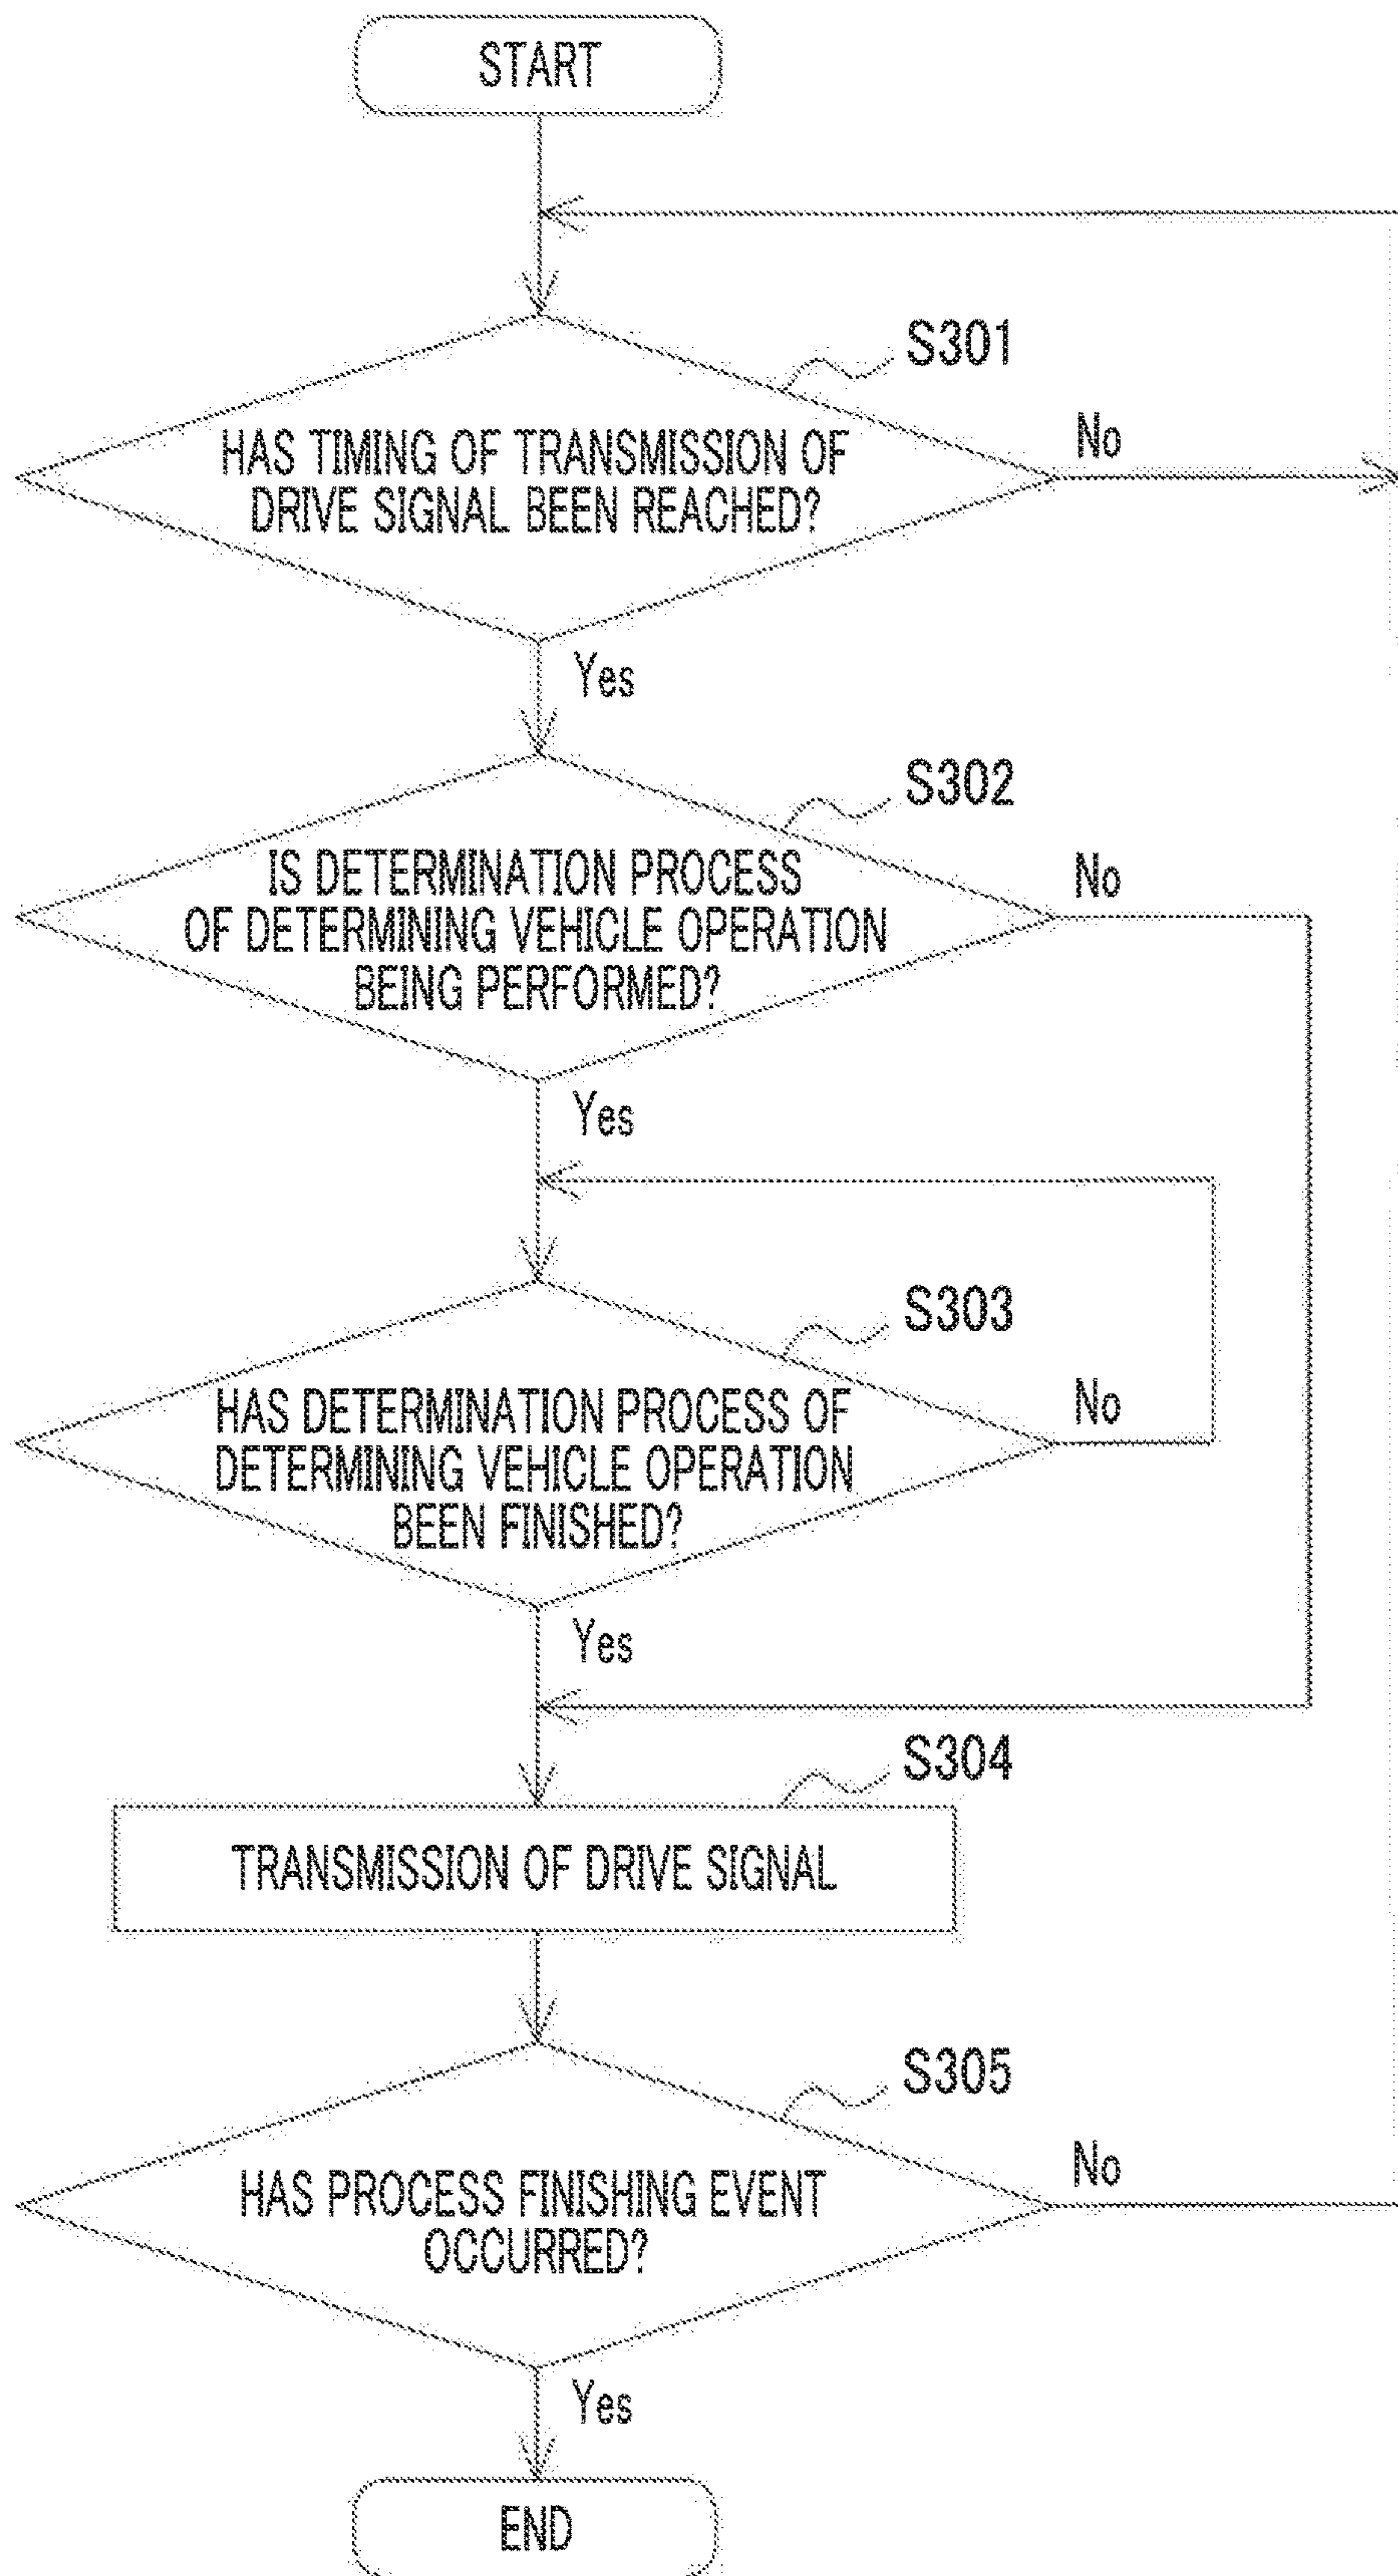 START
S301
HAS TIMING OF TRANSMISSION OF
DRIVE SIGNAL BEEN REACHED?
No
Yes
S302
IS DETERMINATION PROCESS
OF DETERMINING VEHICLE OPERATION
BEING PERFORMED?
No
Yes
S303
HAS DETERMINATION PROCESS OF
DETERMINING VEHICLE OPERATION
BEEN FINISHED?
No
Yes
S304
TRANSMISSION OF DRIVE SIGNAL
S305
HAS PROCESS FINISHING EVENT
OCCURRED?
No
Yes
END